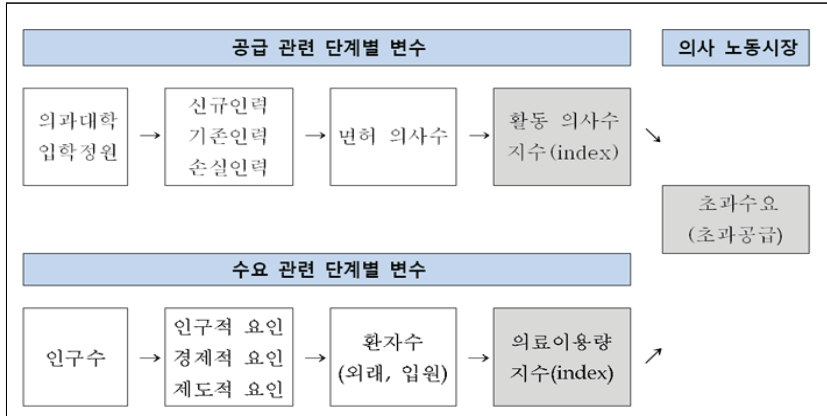 공급 관련 단계별 변수
의사 노동시장
의과대학
입학정원
→
신규인력
기존인력
손실인력
→
면허 의사수
→
활동 의사수
지수(index)
↘
초과수요
(초과공급)
수요 관련 단계별 변수
인구수
→
인구적 요인
경제적 요인
제도적 요인
→
환자수
(외래, 입원)
→
의료이용량
지수(index)
↗